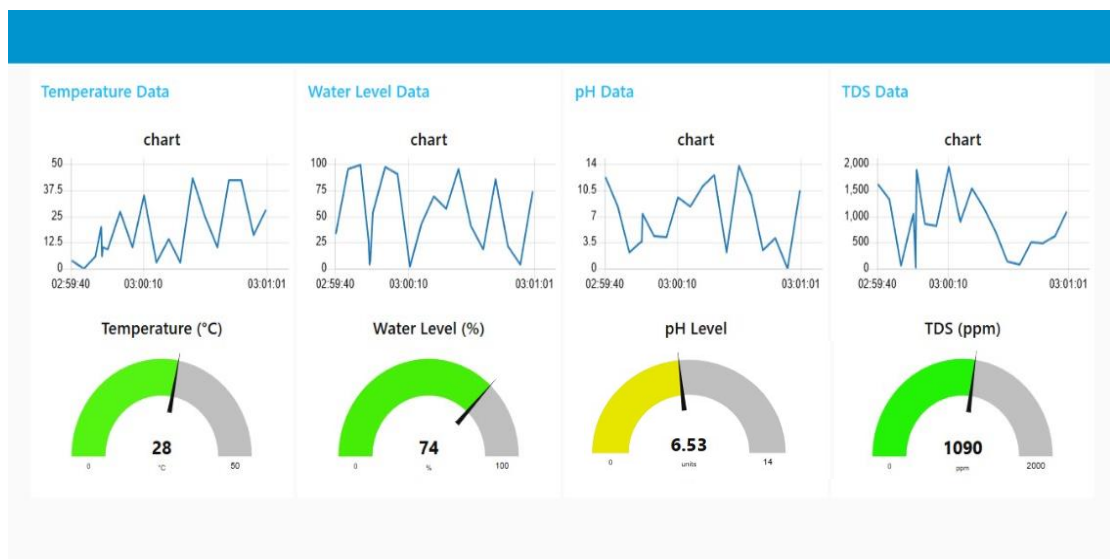 Temperature Data
chart
50
37.5
25
12.5
0
02:59:40 03:00:10 03:01:01
Temperature (°C)
28
°C
0 50
Water Level Data
chart
100
75
50
25
0
02:59:40 03:00:10 03:01:01
Water Level (%)
74
%
0 100
pH Data
chart
14
10.5
7
3.5
0
02:59:40 03:00:10 03:01:01
pH Level
6.53
units
0 14
TDS Data
chart
2,000
1,500
1,000
500
0
02:59:40 03:00:10 03:01:01
TDS (ppm)
1090
ppm
0 2000